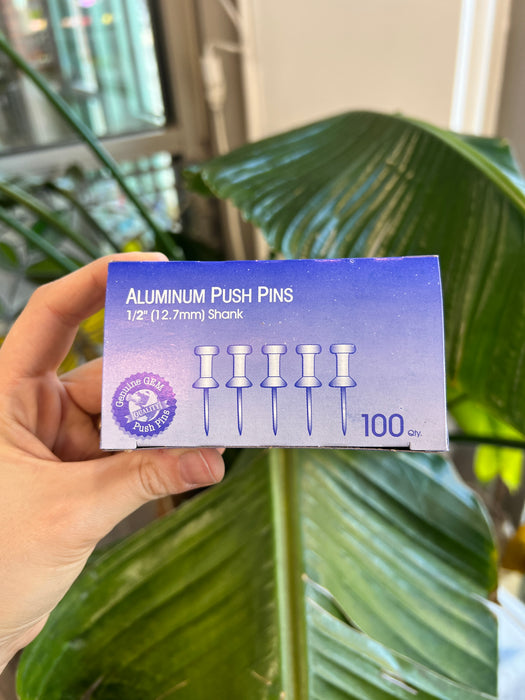 ALUMINUM PUSH PINS
1/2" (12.7mm) Shank
Genuine GEM
QUALITY
Push Pins
100 Qty.